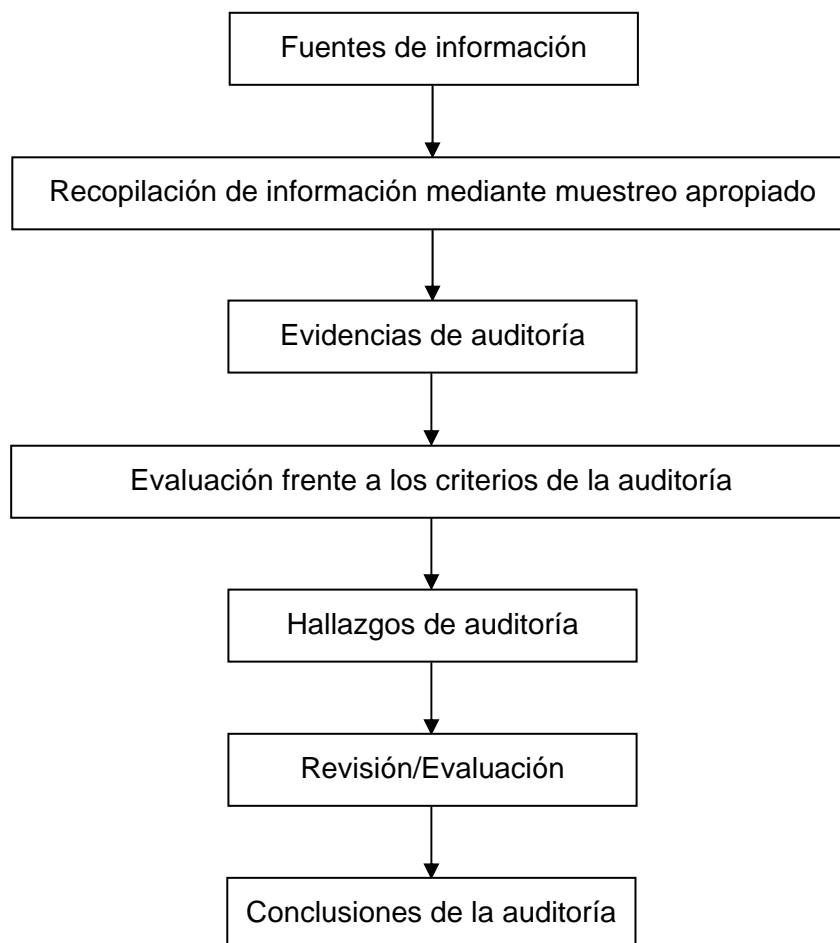 Fuentes de información
Recopilación de información mediante muestreo apropiado
Evidencias de auditoría
Evaluación frente a los criterios de la auditoría
Hallazgos de auditoría
Revisión/Evaluación
Conclusiones de la auditoría